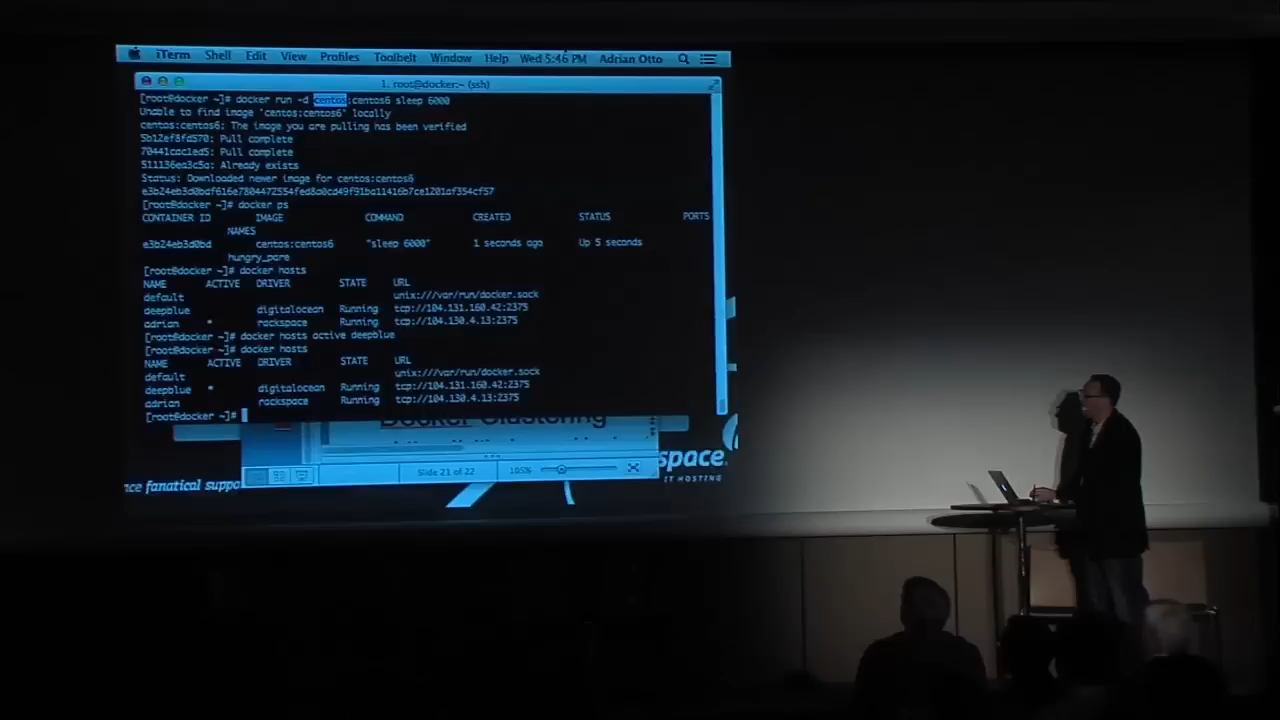 iTerm Shell Edit View Profiles Toolbelt Window Help Wed 5:46 PM Adrian Otto
1. root@docker:~ (ssh)
[root@docker ~]# docker run -d centos:centos6 sleep 6000
Unable to find image 'centos:centos6' locally
centos:centos6: The image you are pulling has been verified
5b12ef8fd570: Pull complete
70441cac1ed5: Pull complete
511136ea3c5a: Already exists
Status: Downloaded newer image for centos:centos6
[root@docker ~]# docker ps
CONTAINER ID IMAGE COMMAND CREATED STATUS PORTS
NAMES
e3b24eb3d0bd centos:centos6 "sleep 6000" 1 seconds ago Up 5 seconds
hungry_pare
[root@docker ~]# docker hosts
NAME ACTIVE DRIVER STATE URL
default unix:///var/run/docker.sock
deepblue digitalocean Running tcp://104.131.160.42:2375
adrian * rackspace Running tcp://104.130.4.13:2375
[root@docker ~]# docker hosts active deepblue
[root@docker ~]# docker hosts
NAME ACTIVE DRIVER STATE URL
default unix:///var/run/docker.sock
deepblue * digitalocean Running tcp://104.131.160.42:2375
adrian rackspace Running tcp://104.130.4.13:2375
[root@docker ~]#
Docker Clustering
space
IT HOSTING
Slide 21 of 22 105%
nce fanatical suppo